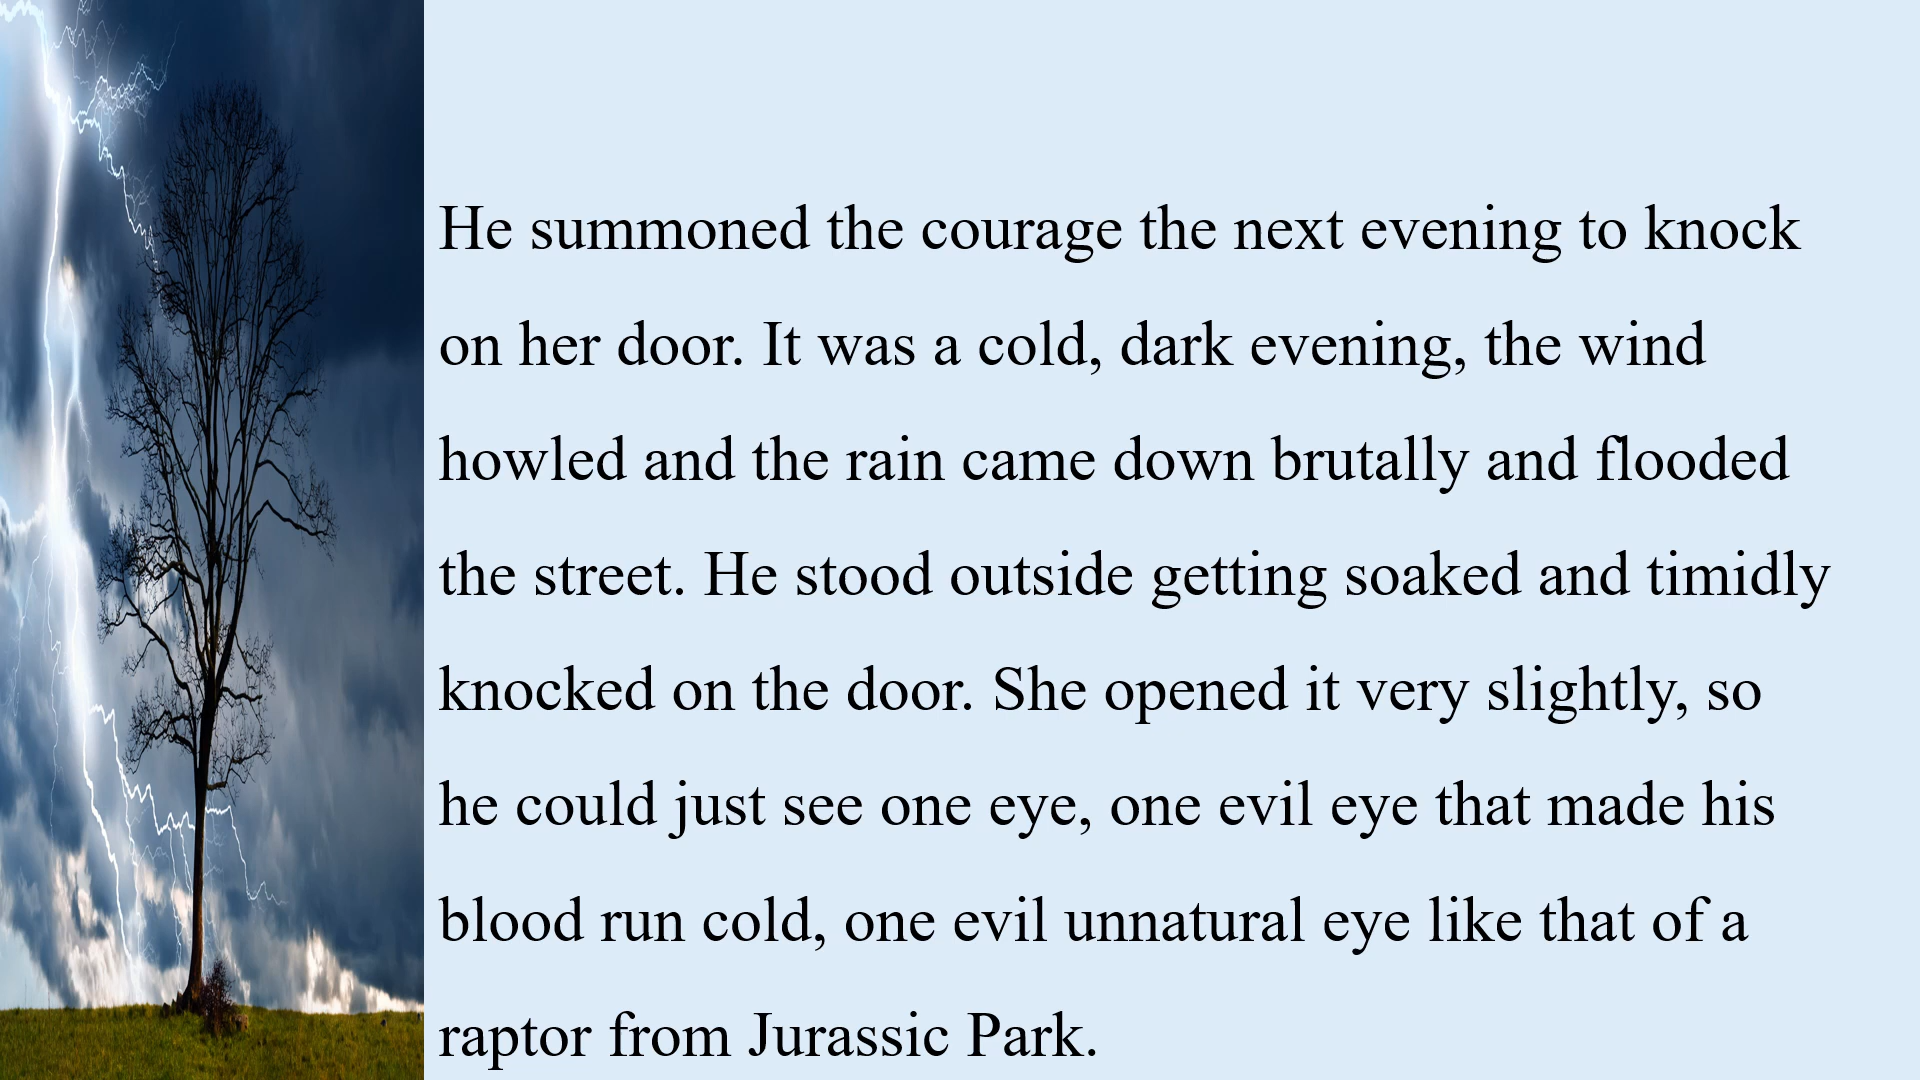 He summoned the courage the next evening to knock
on her door. It was a cold, dark evening, the wind
howled and the rain came down brutally and flooded
the street. He stood outside getting soaked and timidly
knocked on the door. She opened it very slightly, so
he could just see one eye, one evil eye that made his
blood run cold, one evil unnatural eye like that of a
raptor from Jurassic Park.